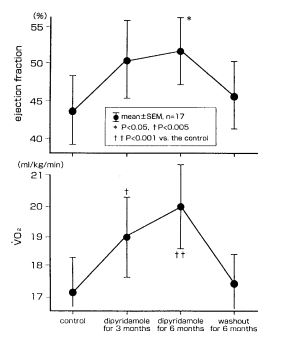 (%)
55
*
50
45
40
ejection fraction
mean±SEM, n=17
* P<0.05, †P<0.005
††P<0.001 vs. the control
(ml/kg/min)
21
20
19
18
17
V̇O₂
†
††
control
dipyridamole
for 3 months
dipyridamole
for 6 months
washout
for 6 months